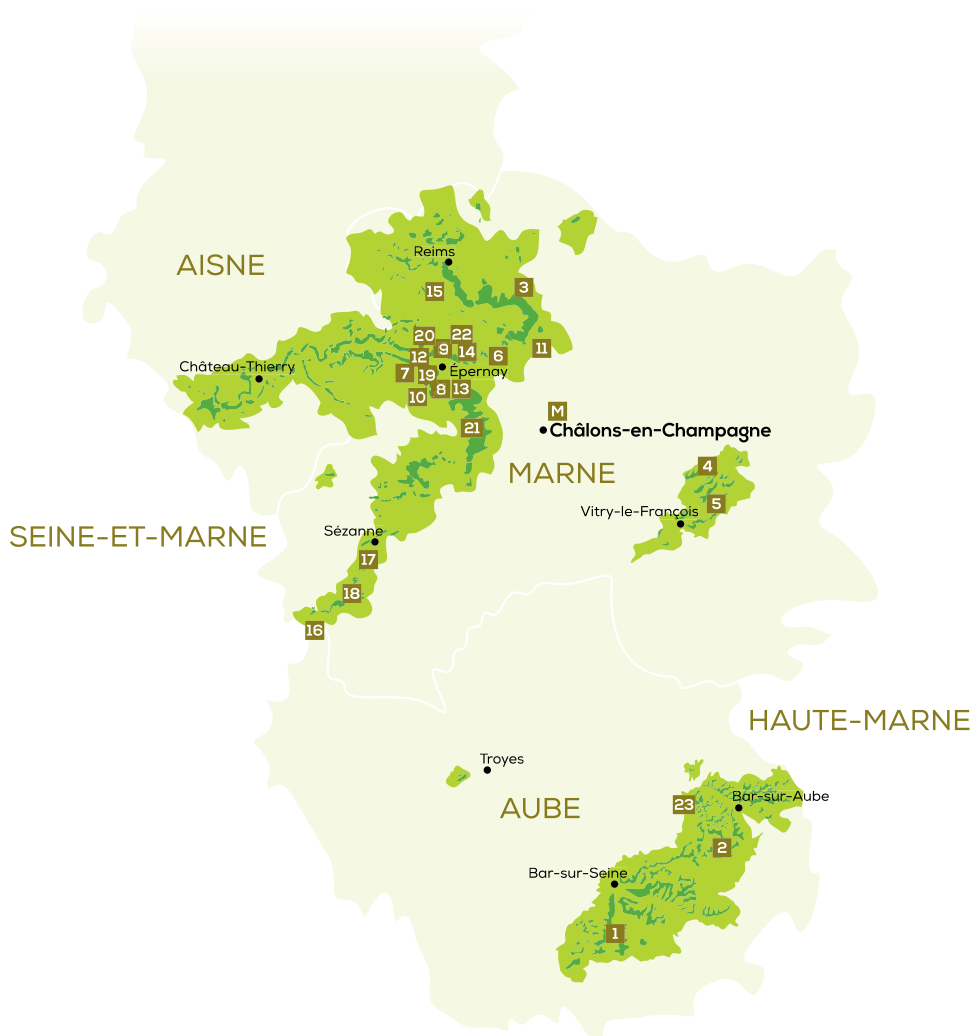 Reims
AISNE
3
15
20
22
9
14
11
12
6
Château-Thierry
7
19
Épernay
8
13
10
M
21
Châlons-en-Champagne
4
MARNE
5
Vitry-le-François
Sézanne
SEINE-ET-MARNE
17
18
16
HAUTE-MARNE
Troyes
Bar-sur-Aube
23
AUBE
2
Bar-sur-Seine
1